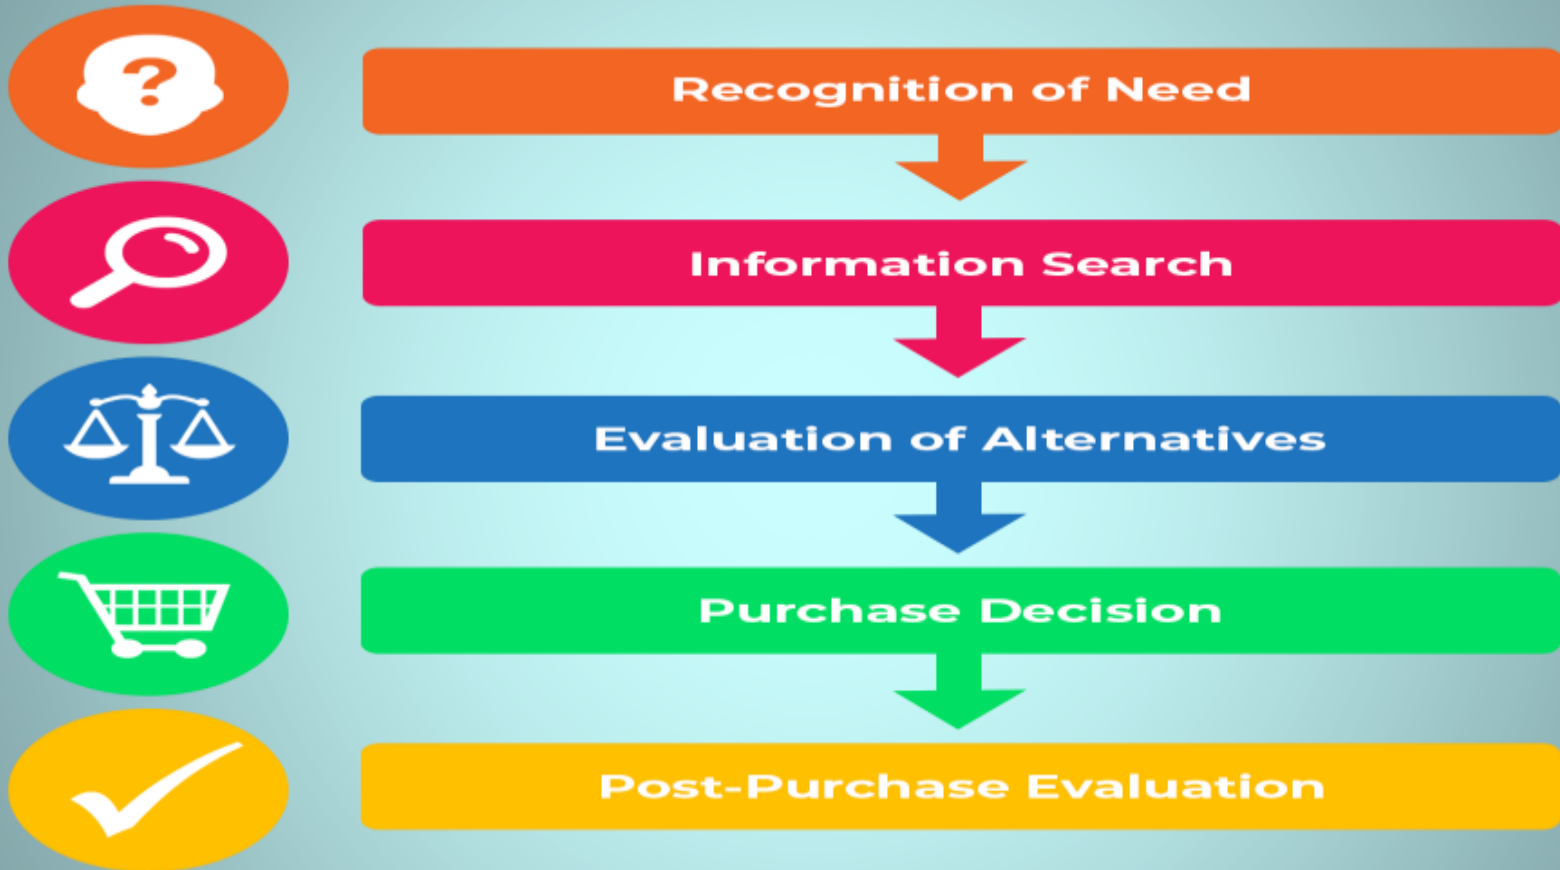 ?
Recognition of Need
Information Search
Evaluation of Alternatives
Purchase Decision
Post-Purchase Evaluation